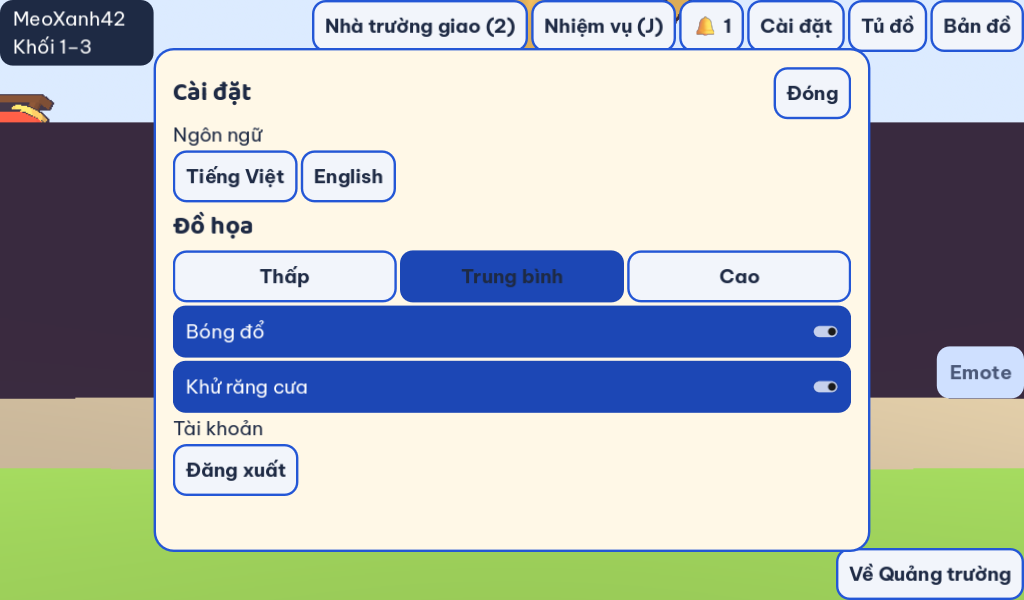 MeoXanh42
Khối 1–3
Nhà trường giao (2)
Nhiệm vụ (J)
🔔 1
Cài đặt
Tủ đồ
Bản đồ
Cài đặt
Đóng
Ngôn ngữ
Tiếng Việt
English
Đồ họa
Thấp
Trung bình
Cao
Bóng đổ
Khử răng cưa
Tài khoản
Đăng xuất
Emote
Về Quảng trường